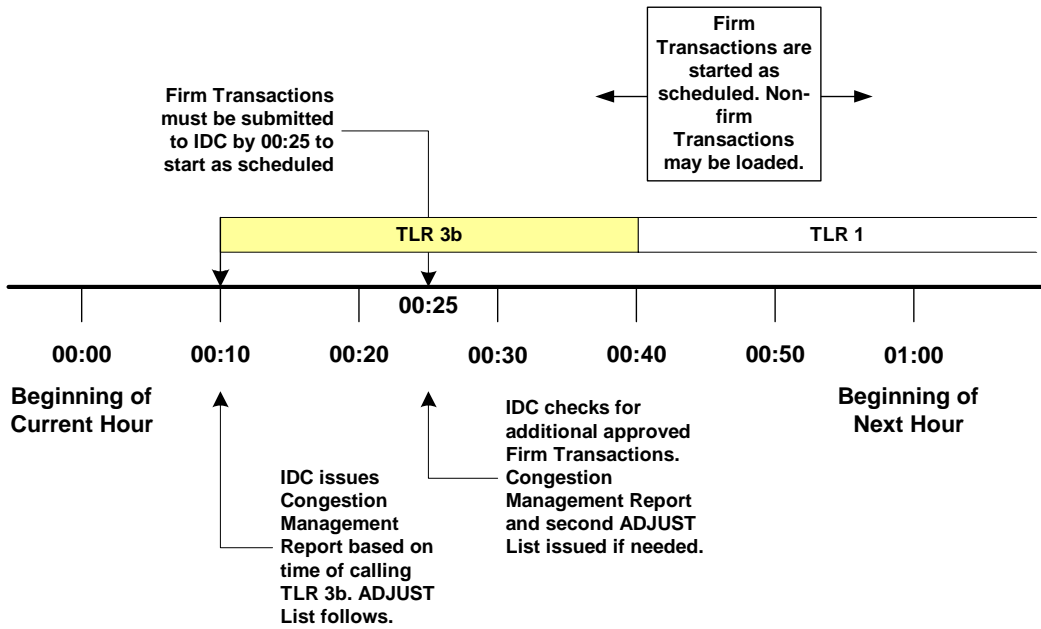 Firm
Transactions are
started as
scheduled. Non-
firm
Transactions
may be loaded.
Firm Transactions
must be submitted
to IDC by 00:25 to
start as scheduled
TLR 3b
TLR 1
00:25
00:00
00:10
00:20
00:30
00:40
00:50
01:00
Beginning of
Current Hour
Beginning of
Next Hour
IDC issues
Congestion
Management
Report based on
time of calling
TLR 3b. ADJUST
List follows.
IDC checks for
additional approved
Firm Transactions.
Congestion
Management Report
and second ADJUST
List issued if needed.